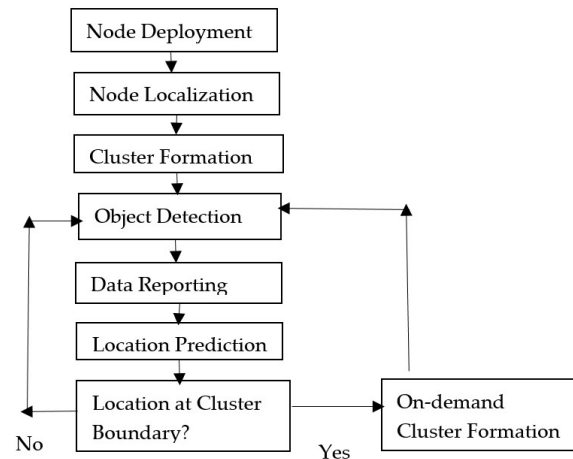 Node Deployment
Node Localization
Cluster Formation
Object Detection
Data Reporting
Location Prediction
Location at Cluster
Boundary?
On-demand
Cluster Formation
No
Yes